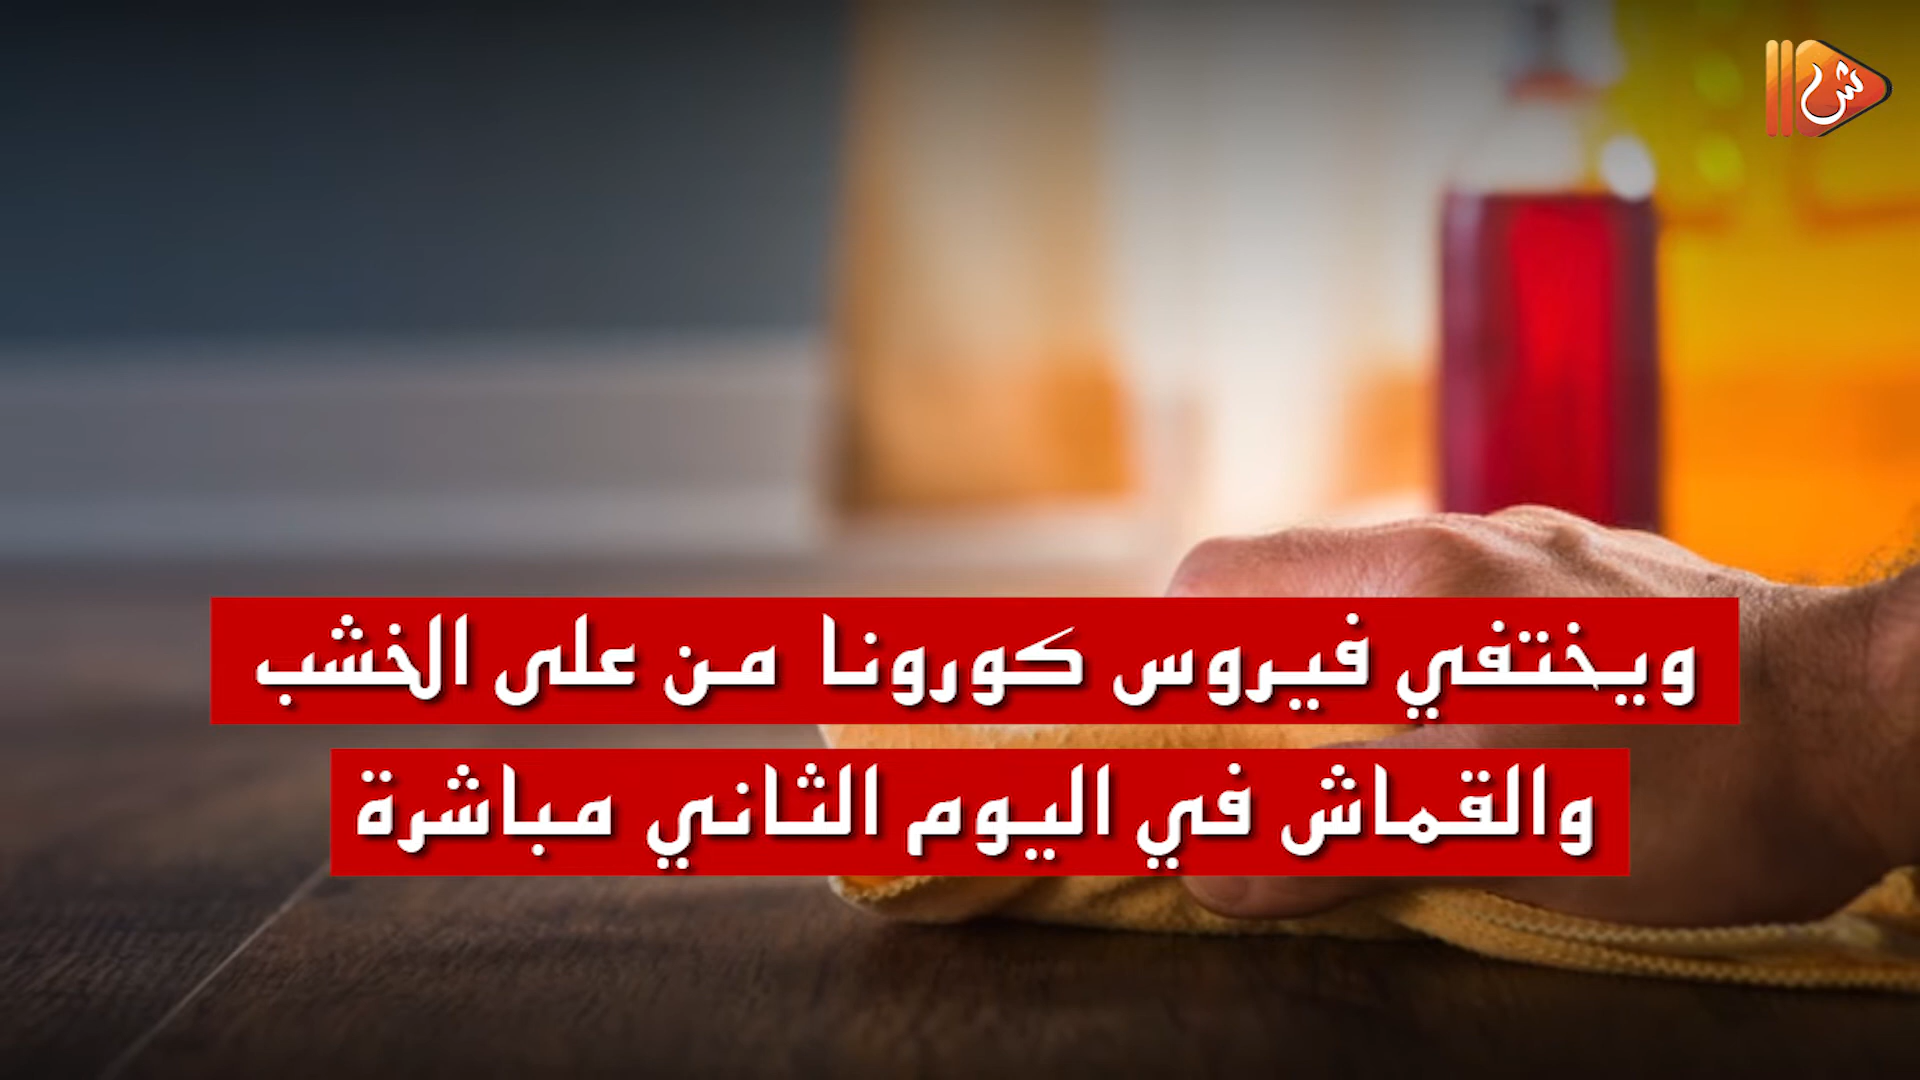 ويختفي فيروس كورونا من على الخشب
والقماش في اليوم الثاني مباشرة
ش